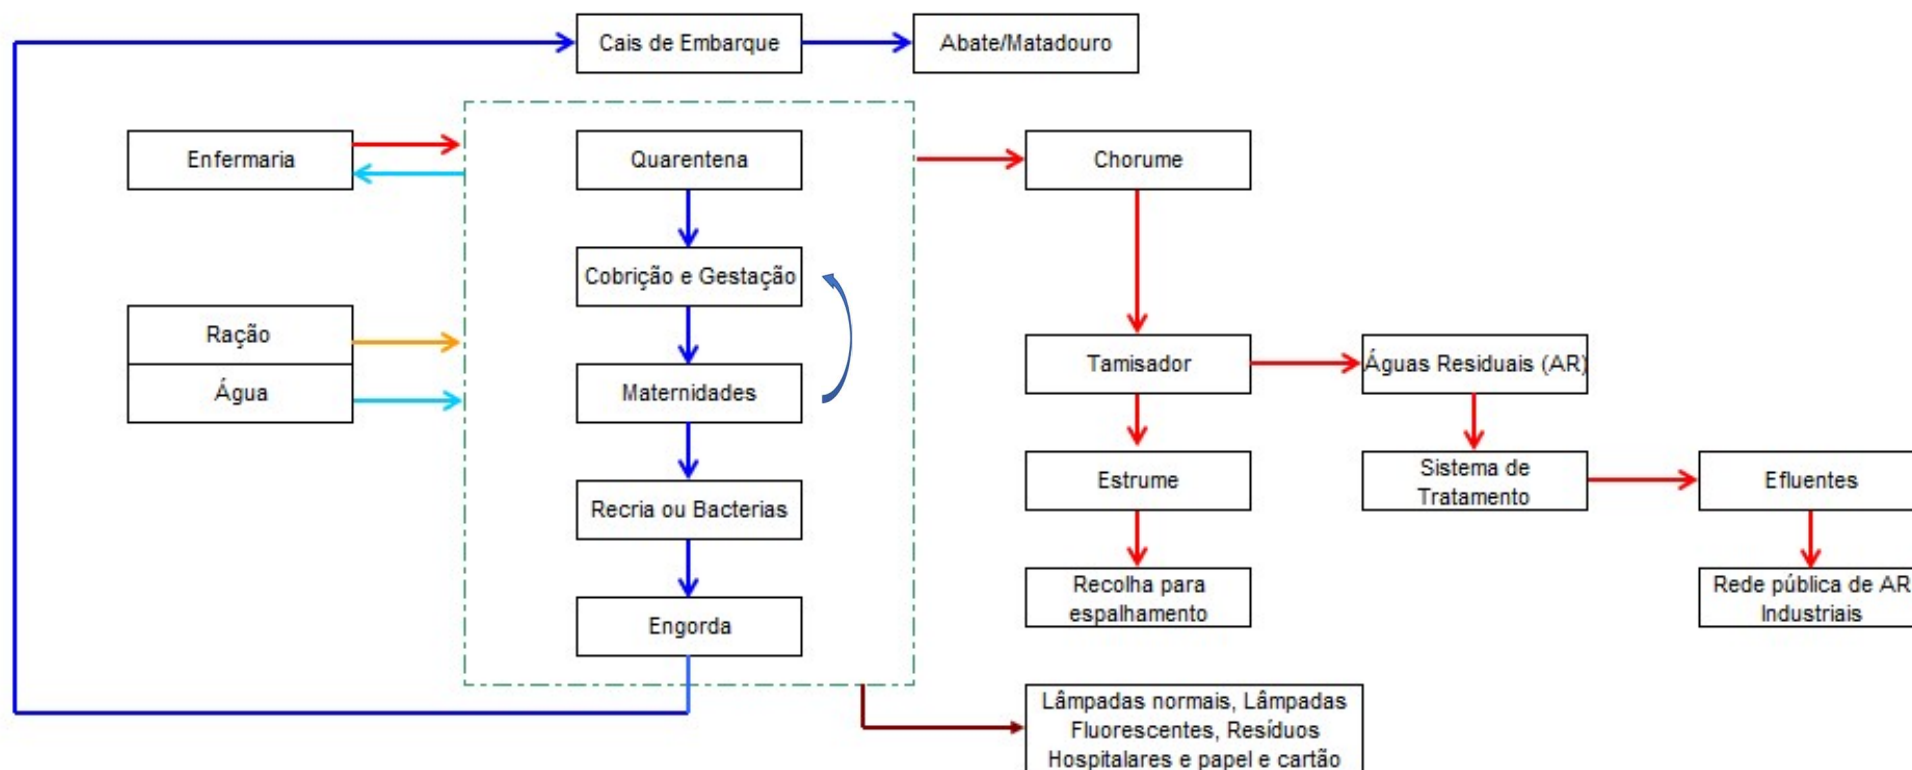 Cais de Embarque
Abate/Matadouro
Enfermaria
Quarentena
Chorume
Cobrição e Gestação
Ração
Água
Maternidades
Tamisador
Águas Residuais (AR)
Recria ou Bacterias
Estrume
Sistema de
Tratamento
Efluentes
Engorda
Recolha para
espalhamento
Rede pública de AR
Industriais
Lâmpadas normais, Lâmpadas
Fluorescentes, Resíduos
Hospitalares e papel e cartão